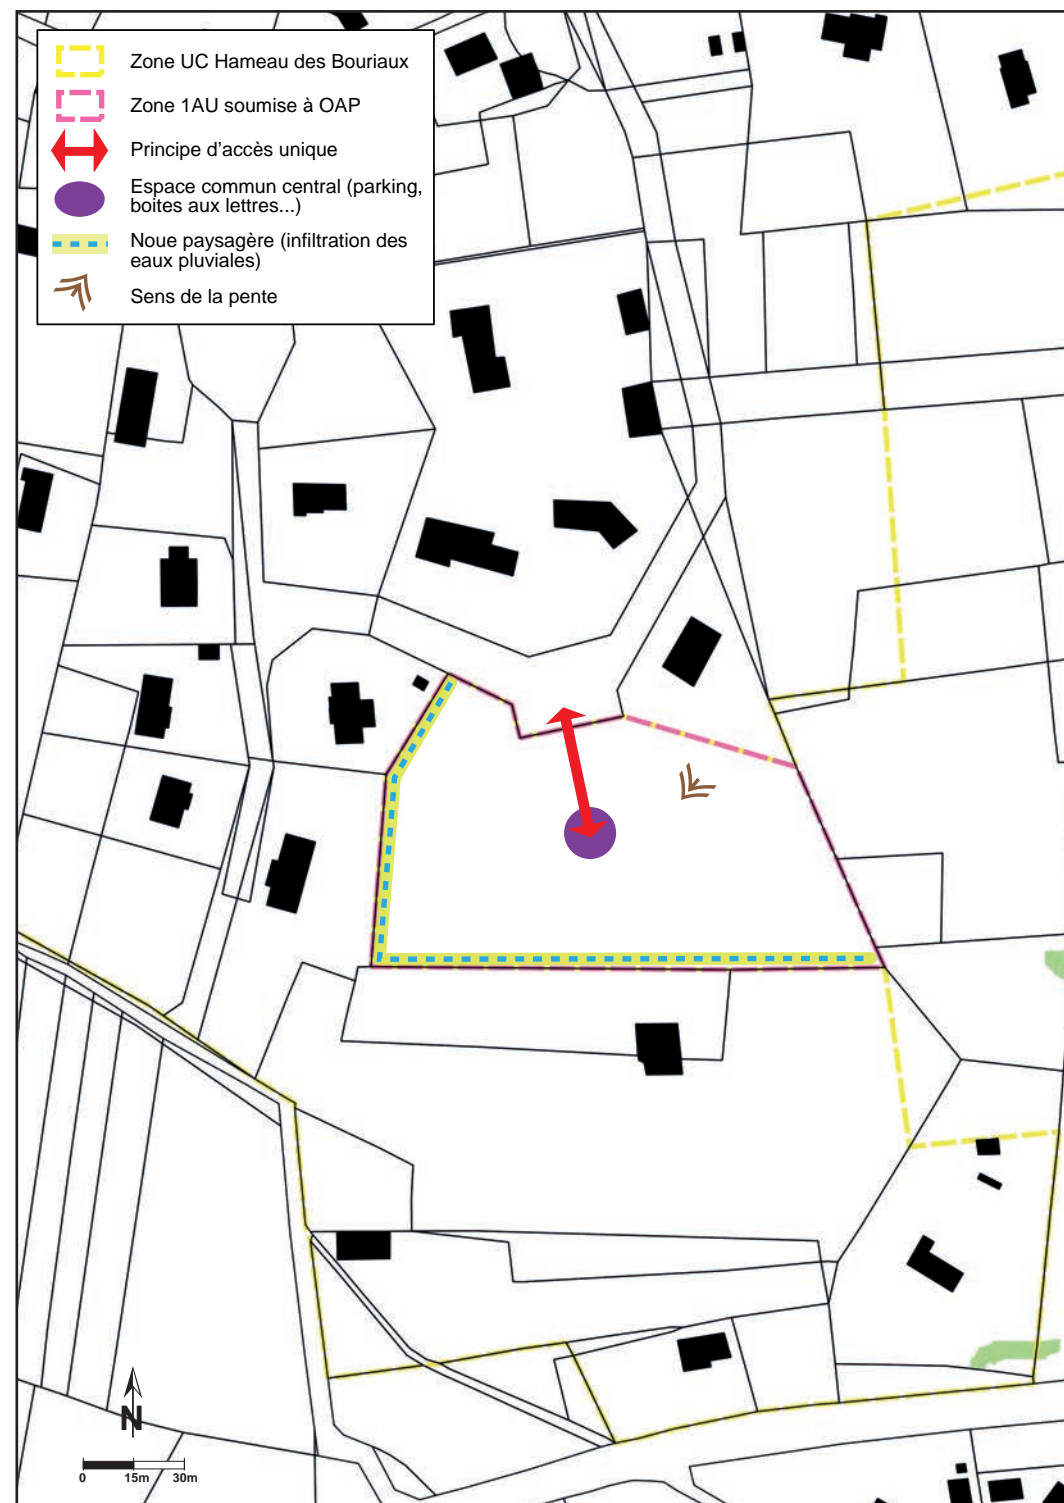 Zone UC Hameau des Bouriaux
Zone 1AU soumise à OAP
Principe d'accès unique
Espace commun central (parking,
boites aux lettres...)
Noue paysagère (infiltration des
eaux pluviales)
Sens de la pente
N
0 15m 30m